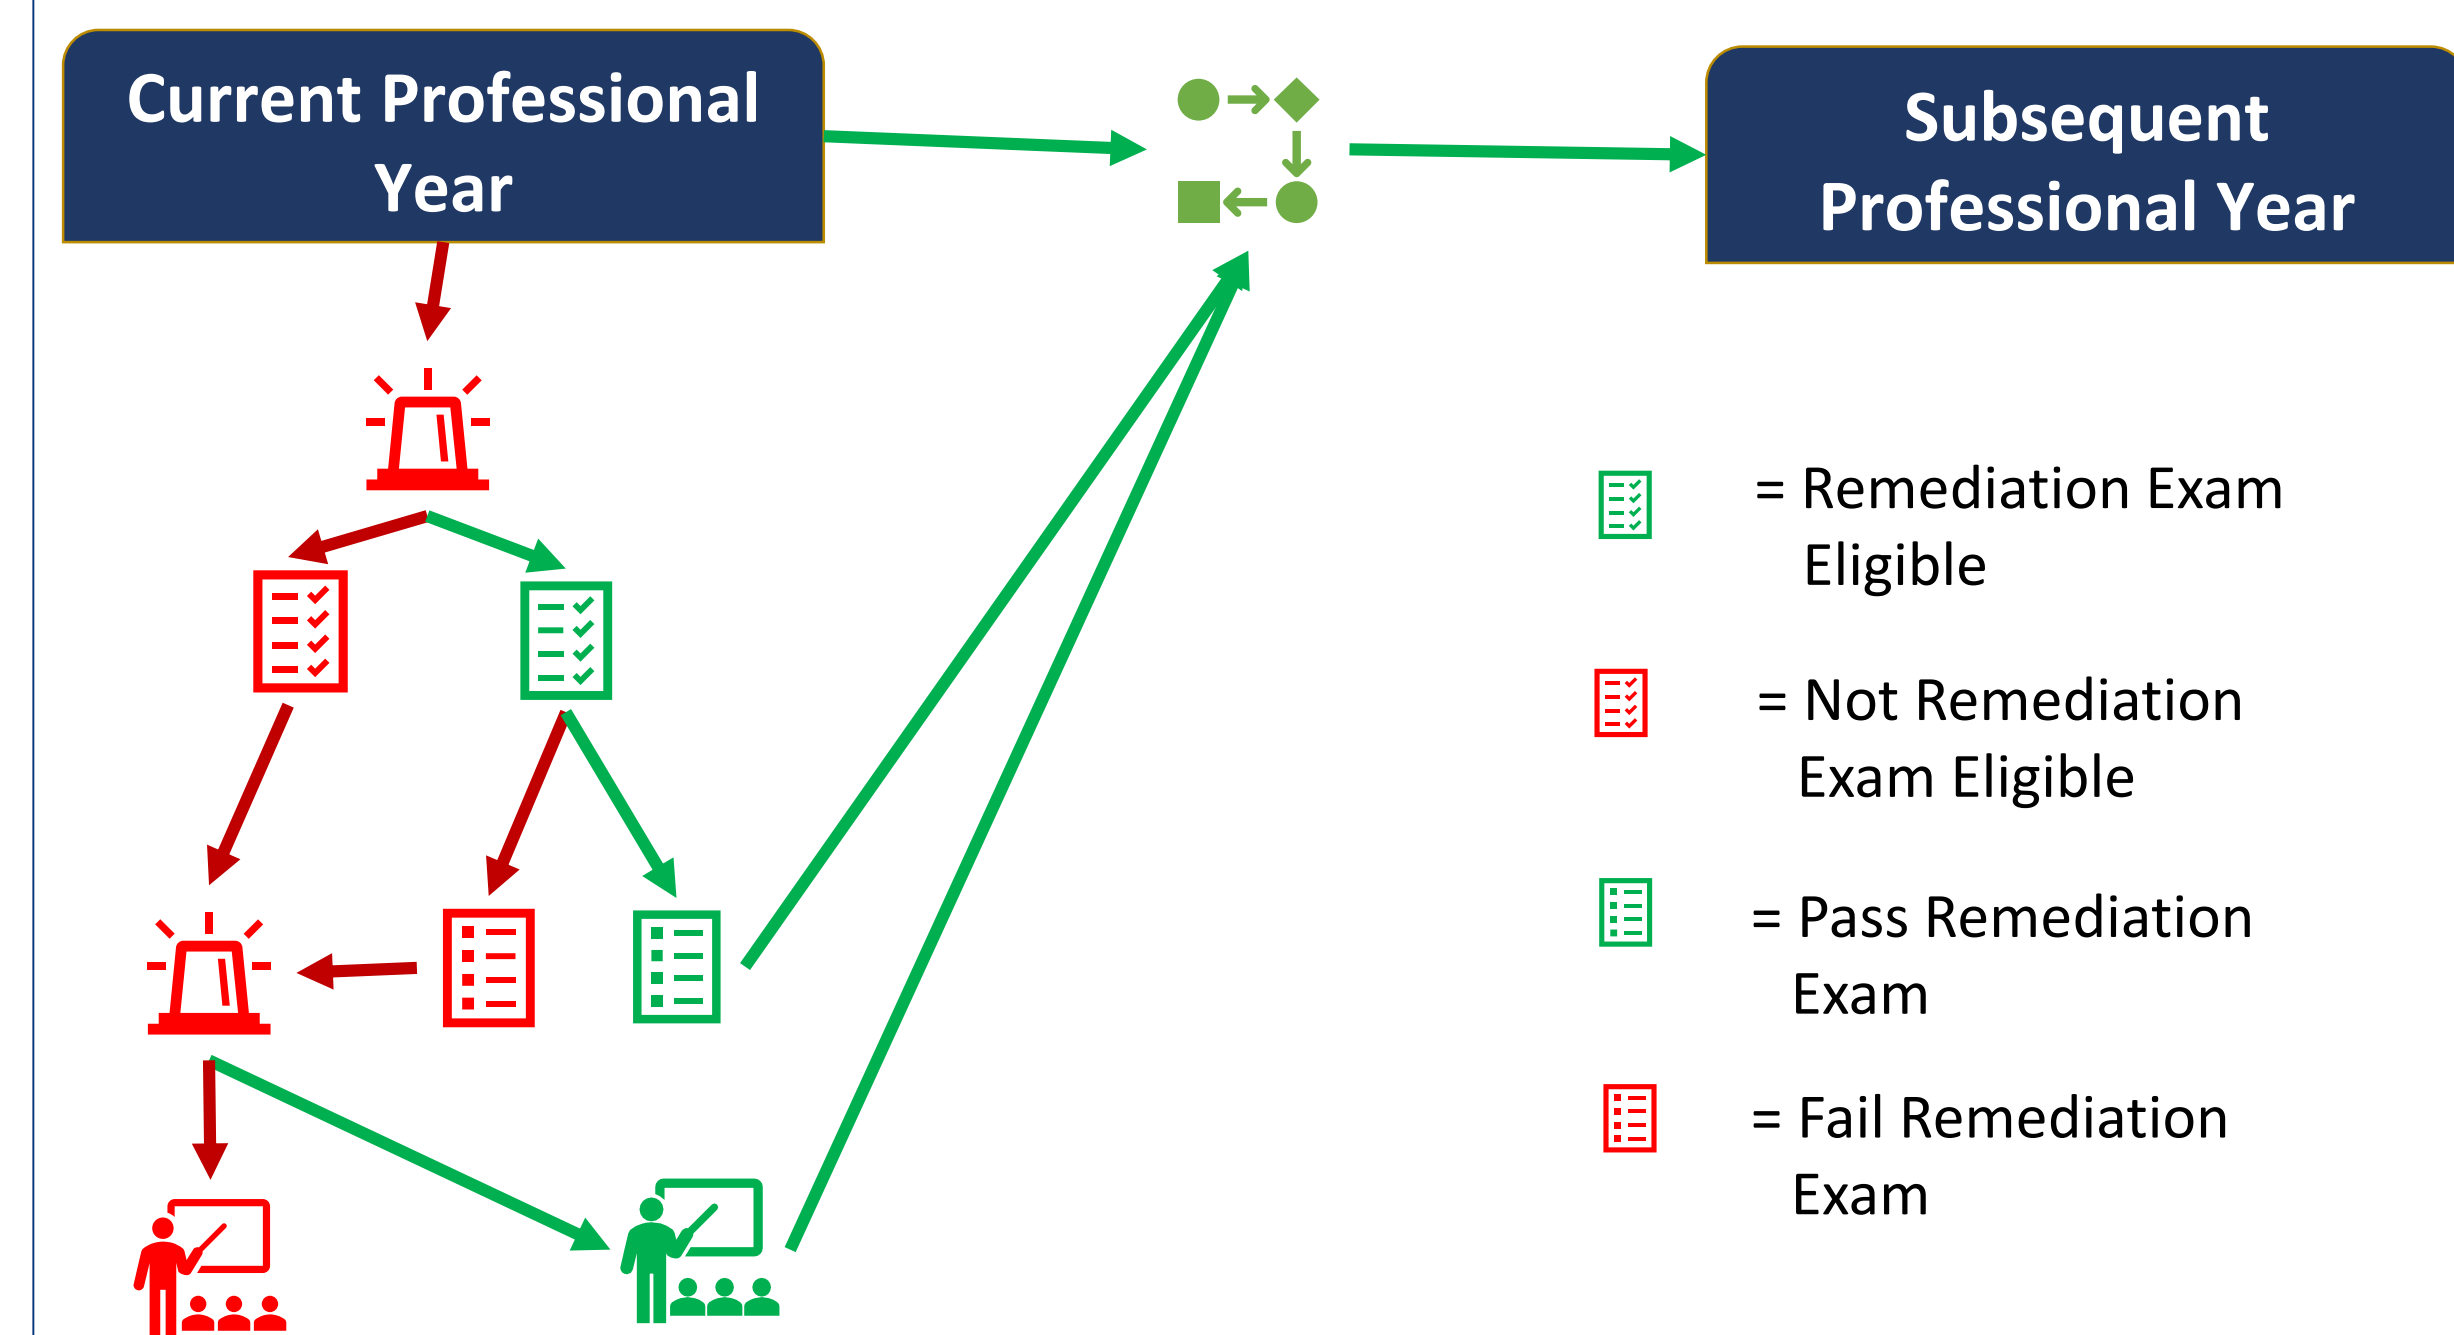 Current Professional
Year
Subsequent
Professional Year
= Remediation Exam
Eligible
= Not Remediation
Exam Eligible
= Pass Remediation
Exam
= Fail Remediation
Exam